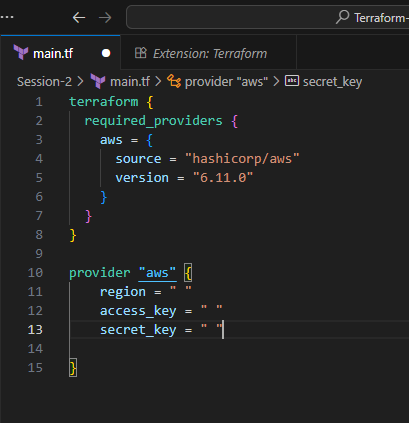 Terraform-
main.tf
Extension: Terraform
Session-2 > main.tf > provider "aws" > secret_key
1 terraform {
2   required_providers {
3     aws = {
4       source = "hashicorp/aws"
5       version = "6.11.0"
6     }
7   }
8 }
9
10 provider "aws" {
11     region = " "
12     access_key = " "
13     secret_key = " "
14
15 }